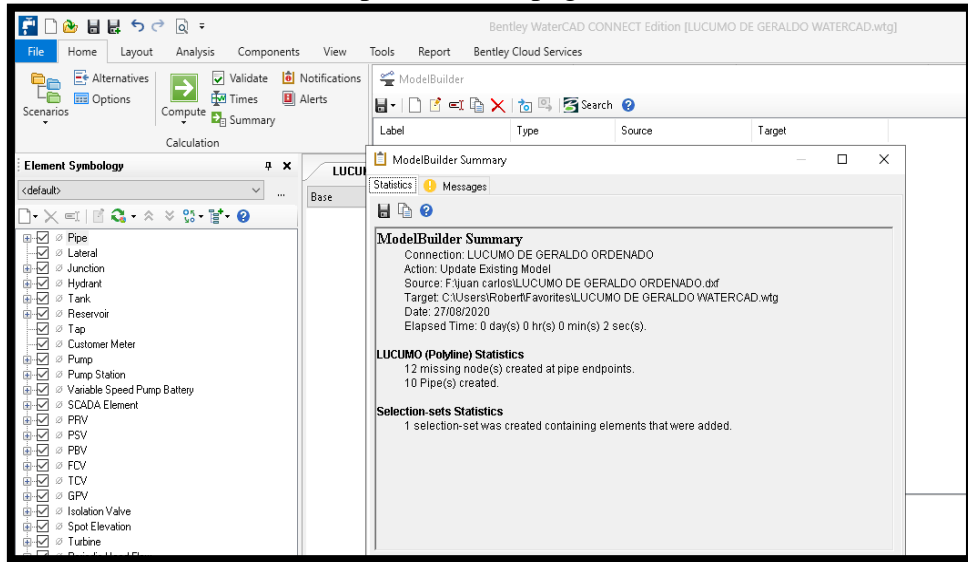 Bentley WaterCAD CONNECT Edition [LUCUMO DE GERALDO WATERCAD.wtg]
File Home Layout Analysis Components View Tools Report Bentley Cloud Services
Scenarios
Alternatives
Options
Compute
Validate
Times
Summary
Notifications
Alerts
Calculation
ModelBuilder
Search
Label Type Source Target
Element Symbology
<default>
...
LUCU
Base
Pipe
Lateral
Junction
Hydrant
Tank
Reservoir
Tap
Customer Meter
Pump
Pump Station
Variable Speed Pump Battery
SCADA Element
PRV
PSV
PBV
FCV
TCV
GPV
Isolation Valve
Spot Elevation
Turbine
ModelBuilder Summary
Statistics Messages
ModelBuilder Summary
Connection: LUCUMO DE GERALDO ORDENADO
Action: Update Existing Model
Source: F:\juan carlos\LUCUMO DE GERALDO ORDENADO.dxf
Target: C:\Users\Robert\Favorites\LUCUMO DE GERALDO WATERCAD.wtg
Date: 27/08/2020
Elapsed Time: 0 day(s) 0 hr(s) 0 min(s) 2 sec(s).
LUCUMO (Polyline) Statistics
12 missing node(s) created at pipe endpoints.
10 Pipe(s) created.
Selection-sets Statistics
1 selection-set was created containing elements that were added.